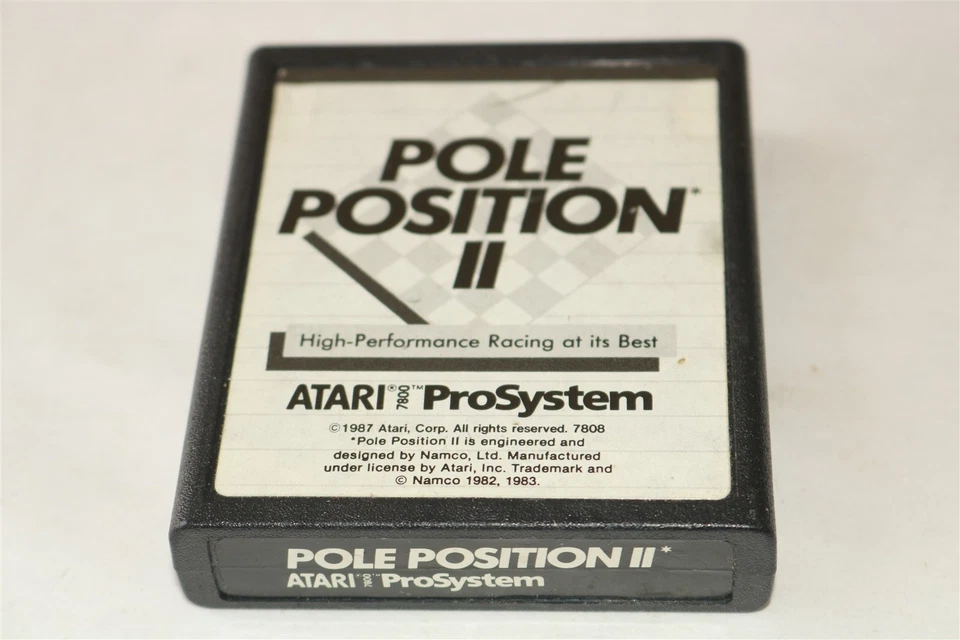 POLE
POSITION*
II
High-Performance Racing at its Best
ATARI® 7800™ ProSystem
©1987 Atari, Corp. All rights reserved. 7808
*Pole Position II is engineered and
designed by Namco, Ltd. Manufactured
under license by Atari, Inc. Trademark and
© Namco 1982, 1983.
POLE POSITION II*
ATARI® 7800™ ProSystem